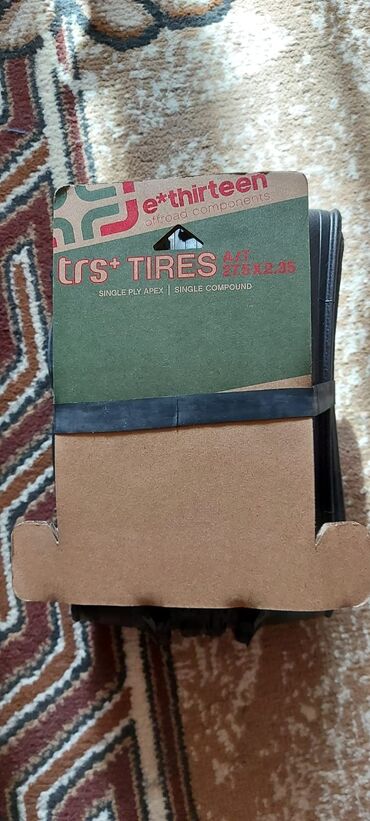 e*thirteen
offroad components
trs+ TIRES A/T
27.5 X 2.35
SINGLE PLY APEX | SINGLE COMPOUND